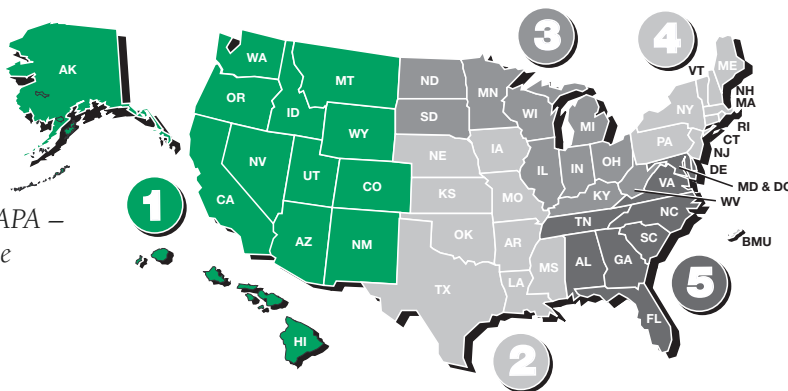 3
4
AK
WA
MT
ND
MN
VT
ME
OR
ID
SD
WI
MI
NY
NH
MA
RI
CT
WY
NE
IA
PA
NJ
NV
UT
CO
IL
IN
OH
DE
MD & DC
CA
KS
MO
KY
VA
WV
1
APA –
e
AZ
NM
OK
AR
TN
NC
SC
BMU
TX
LA
MS
AL
GA
5
HI
FL
2